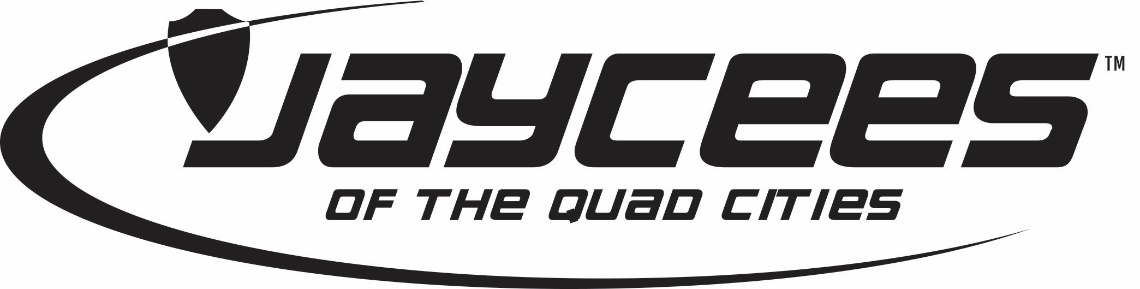 JAYCEES™
OF THE QUAD CITIES